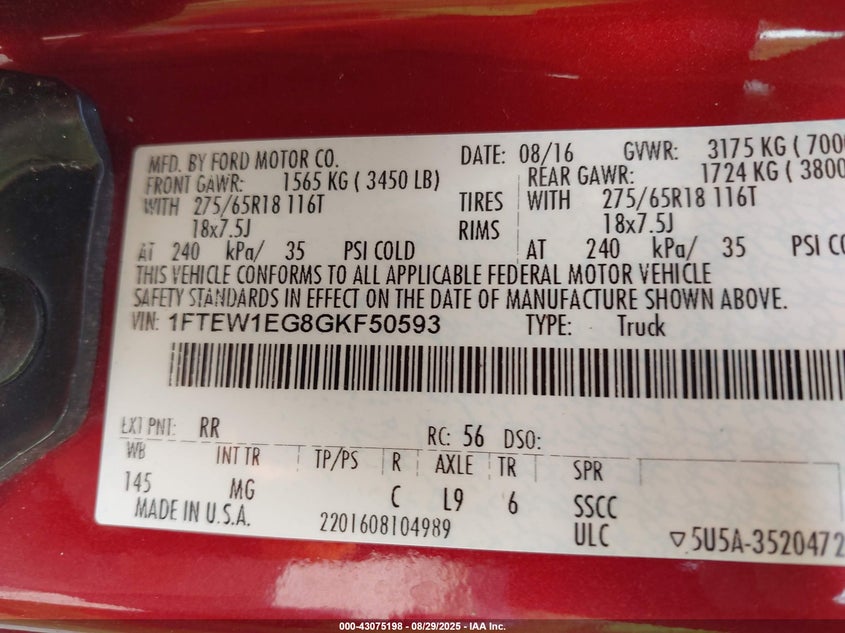 MFD. BY FORD MOTOR CO. DATE: 08/16 GVWR: 3175 KG ( 700
FRONT GAWR: 1565 KG ( 3450 LB) REAR GAWR: 1724 KG ( 3800
WITH 275/65R18 116T TIRES WITH 275/65R18 116T
18x7.5J RIMS 18x7.5J
AT 240 kPa/ 35 PSI COLD AT 240 kPa/ 35 PSI CO
THIS VEHICLE CONFORMS TO ALL APPLICABLE FEDERAL MOTOR VEHICLE
SAFETY STANDARDS IN EFFECT ON THE DATE OF MANUFACTURE SHOWN ABOVE.
VIN: 1FTEW1EG8GKF50593 TYPE: Truck
EXT PNT: RR RC: 56 DSO:
WB INT TR TP/PS R AXLE TR SPR
145 MG C L9 6 SSCC
MADE IN U.S.A. 2201608104989 ULC ▽5U5A-3520472
000-43075198 - 08/29/2025 - IAA Inc.